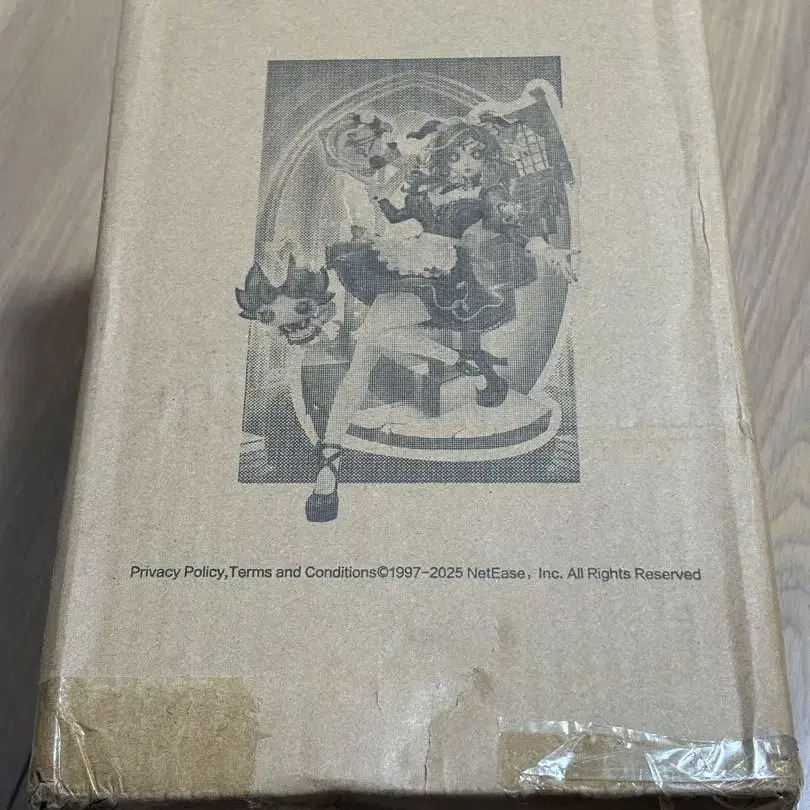 Privacy Policy,Terms and Conditions©1997-2025 NetEase, Inc. All Rights Reserved